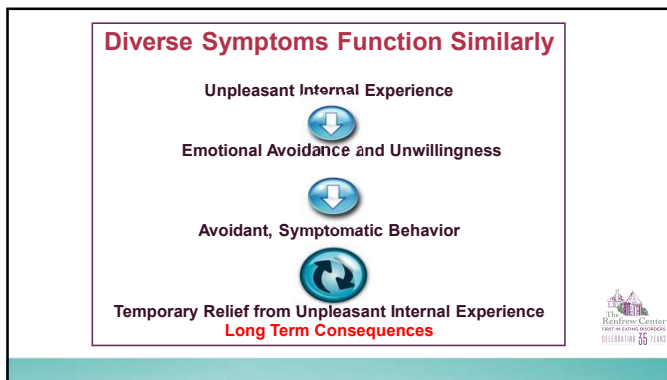 Diverse Symptoms Function Similarly
Unpleasant Internal Experience
Emotional Avoidance and Unwillingness
Avoidant, Symptomatic Behavior
Temporary Relief from Unpleasant Internal Experience
Long Term Consequences
The
Renfrew Center
FIRST IN EATING DISORDERS
CELEBRATING 35 YEARS